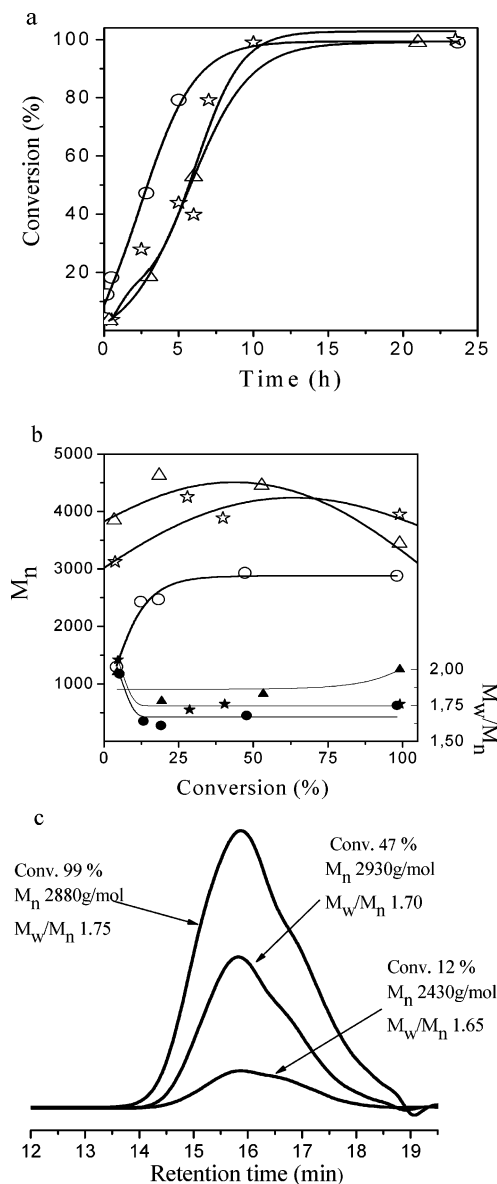 a
100
80
60
40
20
Conversion (%)
0
5
10
15
20
25
Time (h)
b
5000
4000
3000
2000
1000
Mn
2,00
1,75
1,50
Mw/Mn
0
25
50
75
100
Conversion (%)
c
Conv. 99 %
Mn 2880g/mol
Mw/Mn 1.75
Conv. 47 %
Mn 2930g/mol
Mw/Mn 1.70
Conv. 12 %
Mn 2430g/mol
Mw/Mn 1.65
12
13
14
15
16
17
18
19
Retention time (min)